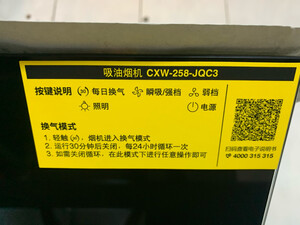 吸油烟机 CXW-258-JQC3
按键说明 每日换气 瞬吸/强档 弱档
照明 电源
换气模式
1. 轻触 , 烟机进入换气模式
2. 运行30分钟后关闭，每24小时循环一次
3. 如需关闭循环，在此模式下进行任意操作即可
扫码查看电子说明书
4000 315 315